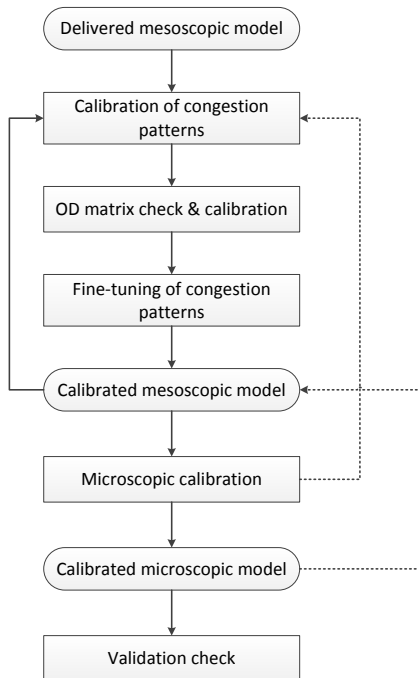 Delivered mesoscopic model
Calibration of congestion
patterns
OD matrix check & calibration
Fine-tuning of congestion
patterns
Calibrated mesoscopic model
Microscopic calibration
Calibrated microscopic model
Validation check